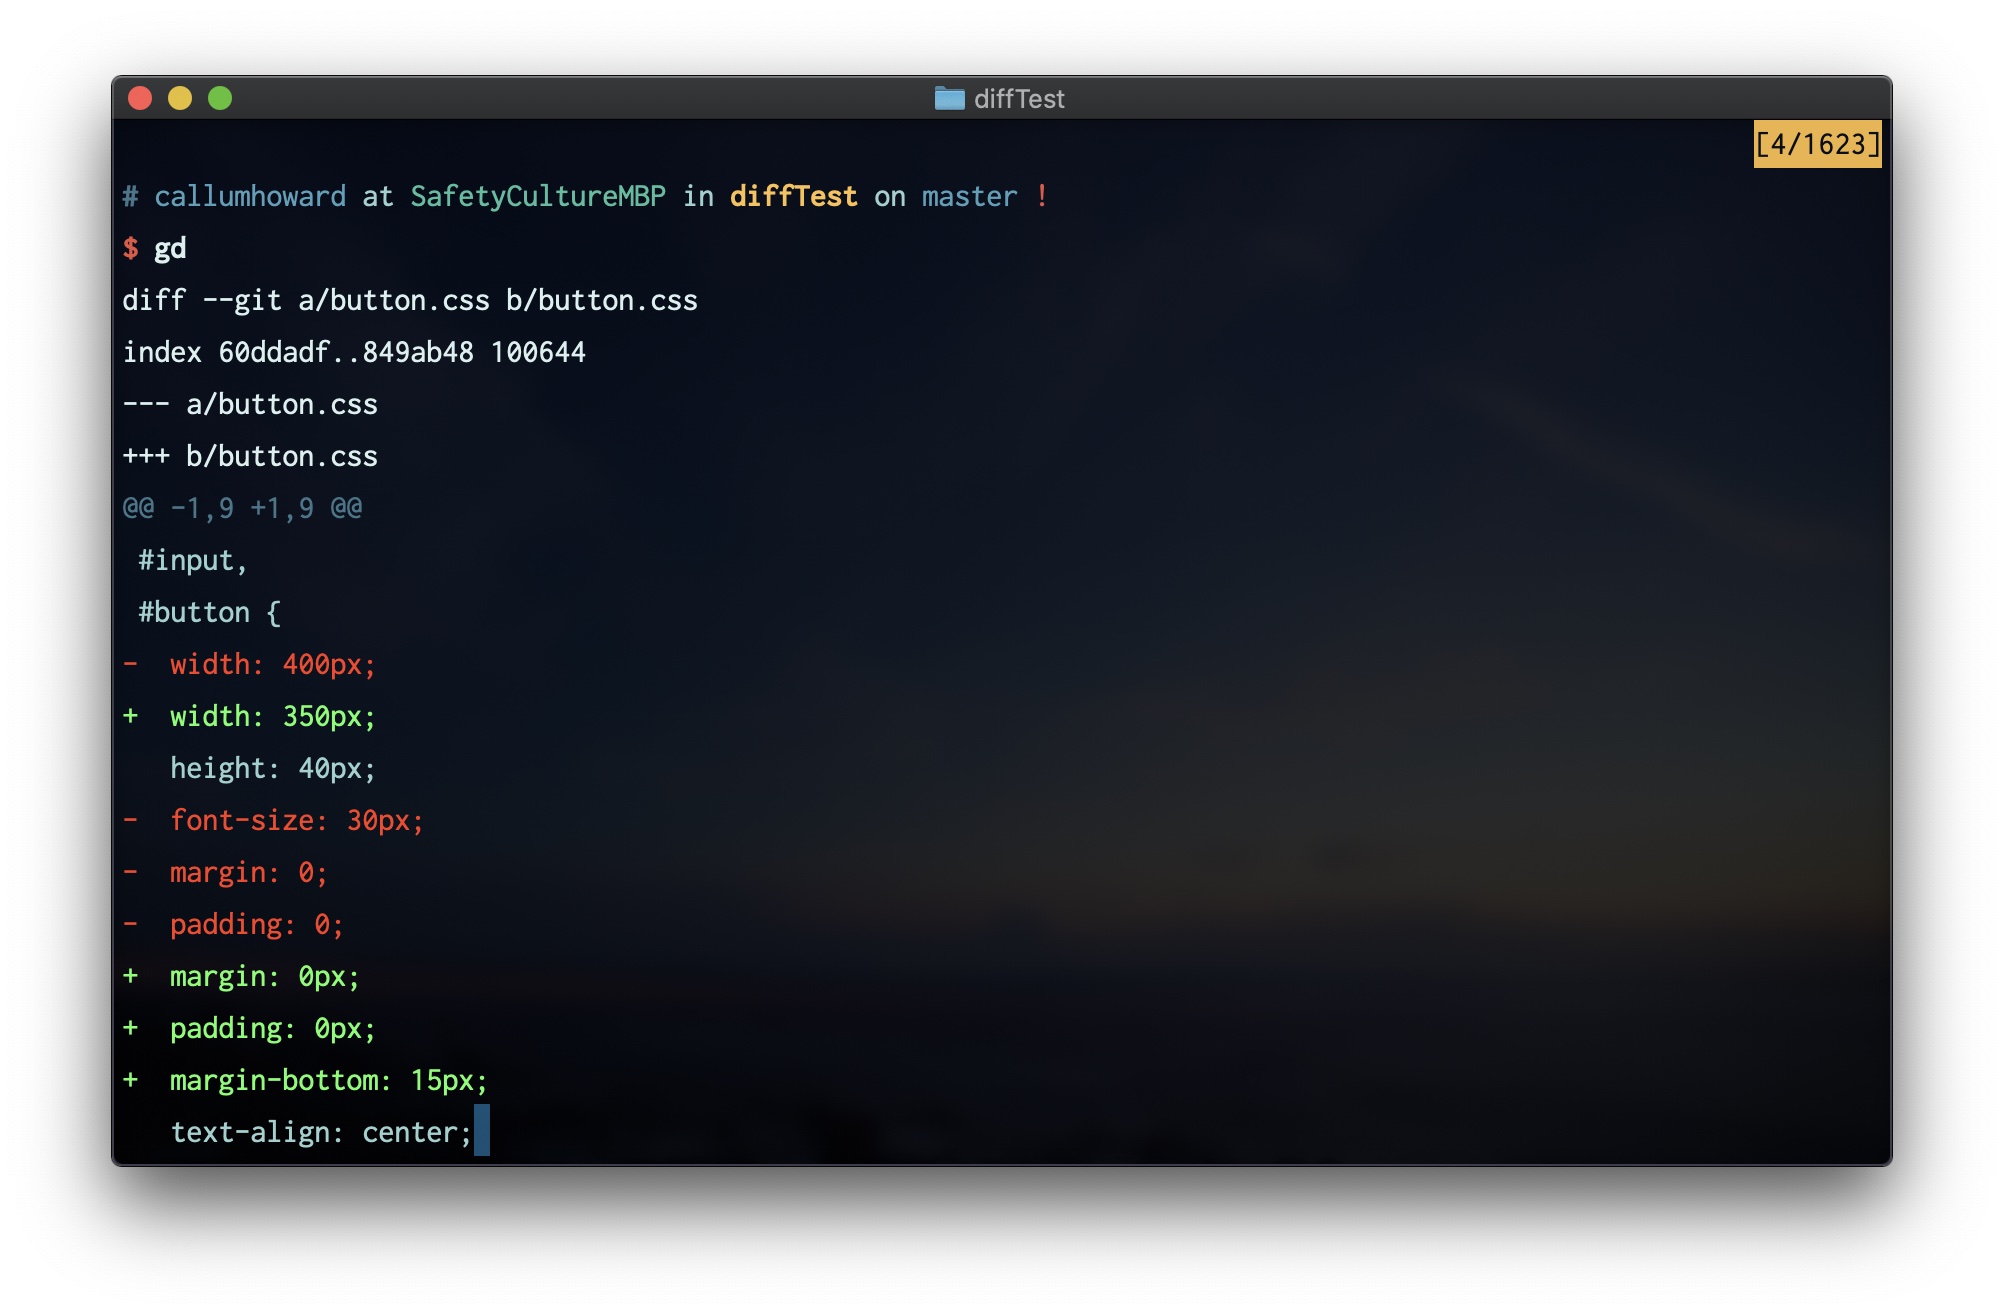 diffTest
[4/1623]
# callumhoward at SafetyCultureMBP in diffTest on master !
$ gd
diff --git a/button.css b/button.css
index 60ddadf..849ab48 100644
--- a/button.css
+++ b/button.css
@@ -1,9 +1,9 @@
 #input,
 #button {
-  width: 400px;
+  width: 350px;
   height: 40px;
-  font-size: 30px;
-  margin: 0;
-  padding: 0;
+  margin: 0px;
+  padding: 0px;
+  margin-bottom: 15px;
   text-align: center;